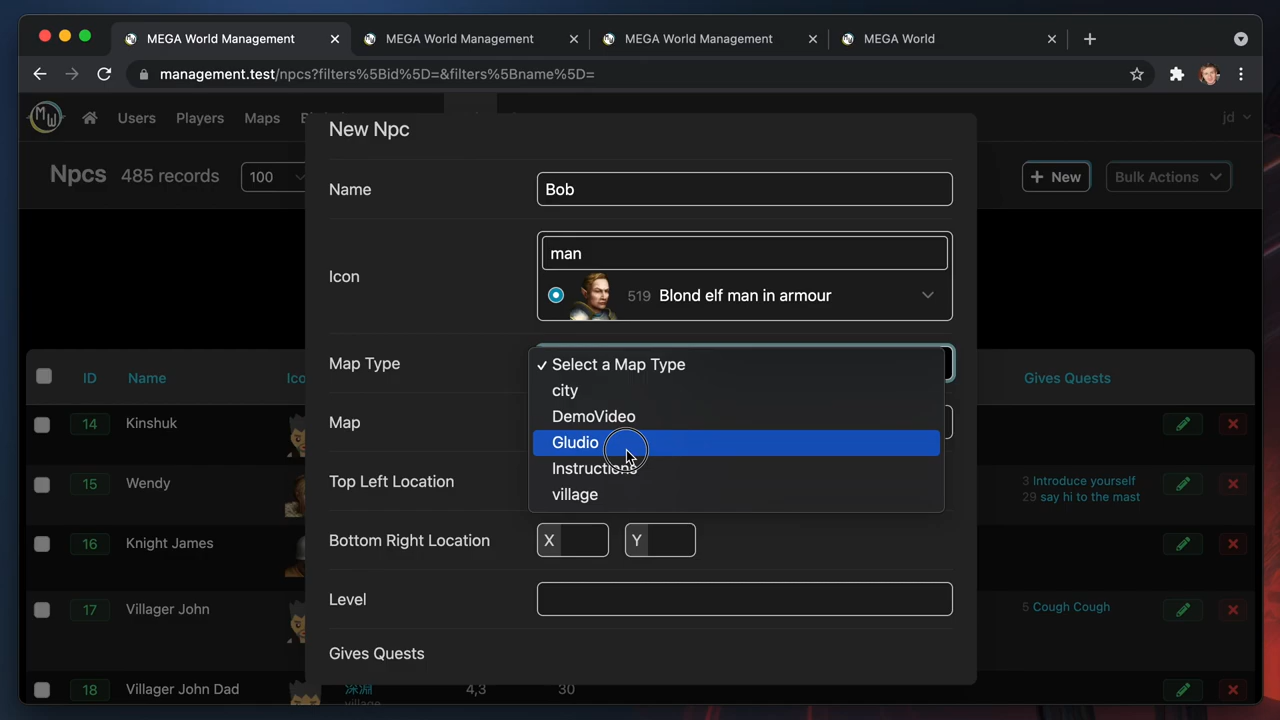 MEGA World Management
MEGA World Management
MEGA World Management
MEGA World
management.test/npcs?filters%5Bid%5D=&filters%5Bname%5D=
MW
Users
Players
Maps
jd
Npcs
485 records
100
+ New
Bulk Actions
New Npc
Name
Bob
Icon
man
519 Blond elf man in armour
Map Type
Select a Map Type
city
DemoVideo
Gludio
Instructions
village
Map
Top Left Location
Bottom Right Location
X
Y
Level
Gives Quests
ID
Name
Gives Quests
14
Kinshuk
15
Wendy
3 Introduce yourself
29 say hi to the mast
16
Knight James
17
Villager John
5 Cough Cough
18
Villager John Dad
深淵
village
4,3
30